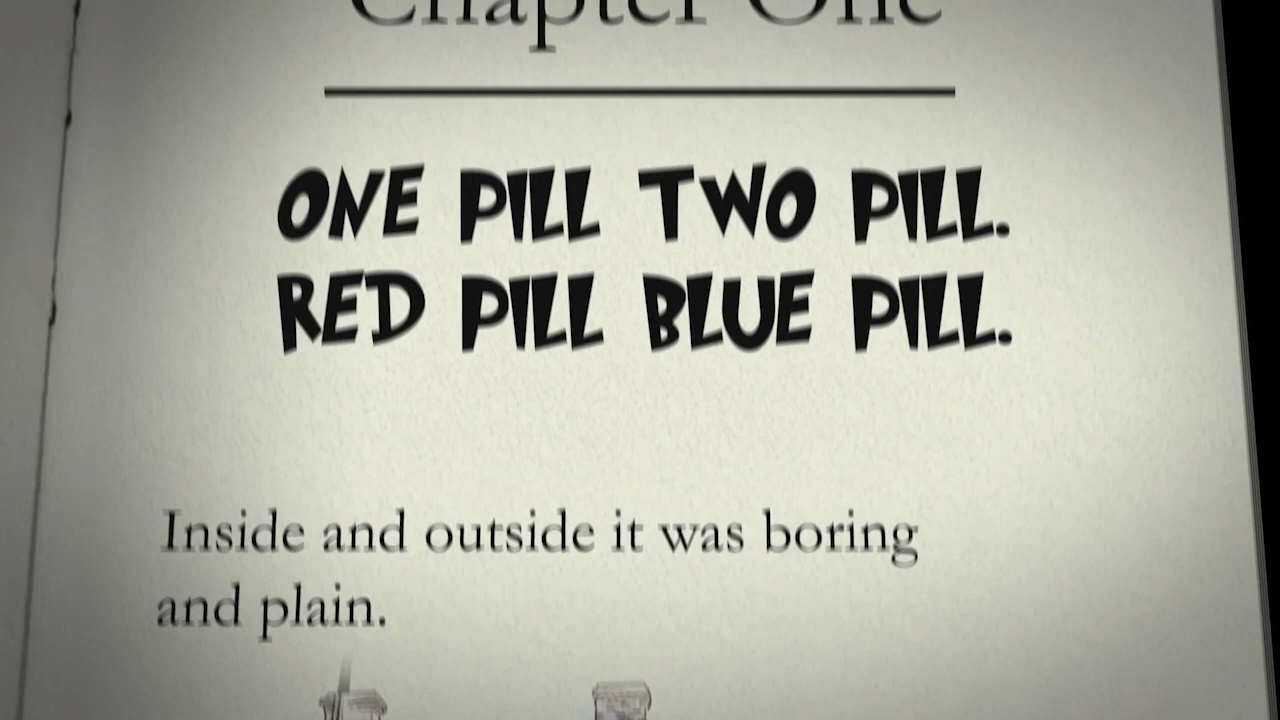 Chapter One
ONE PILL TWO PILL.
RED PILL BLUE PILL.
Inside and outside it was boring
and plain.